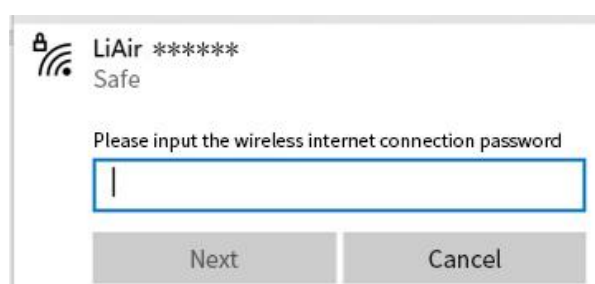 LiAir ******
Safe
Please input the wireless internet connection password
Next Cancel